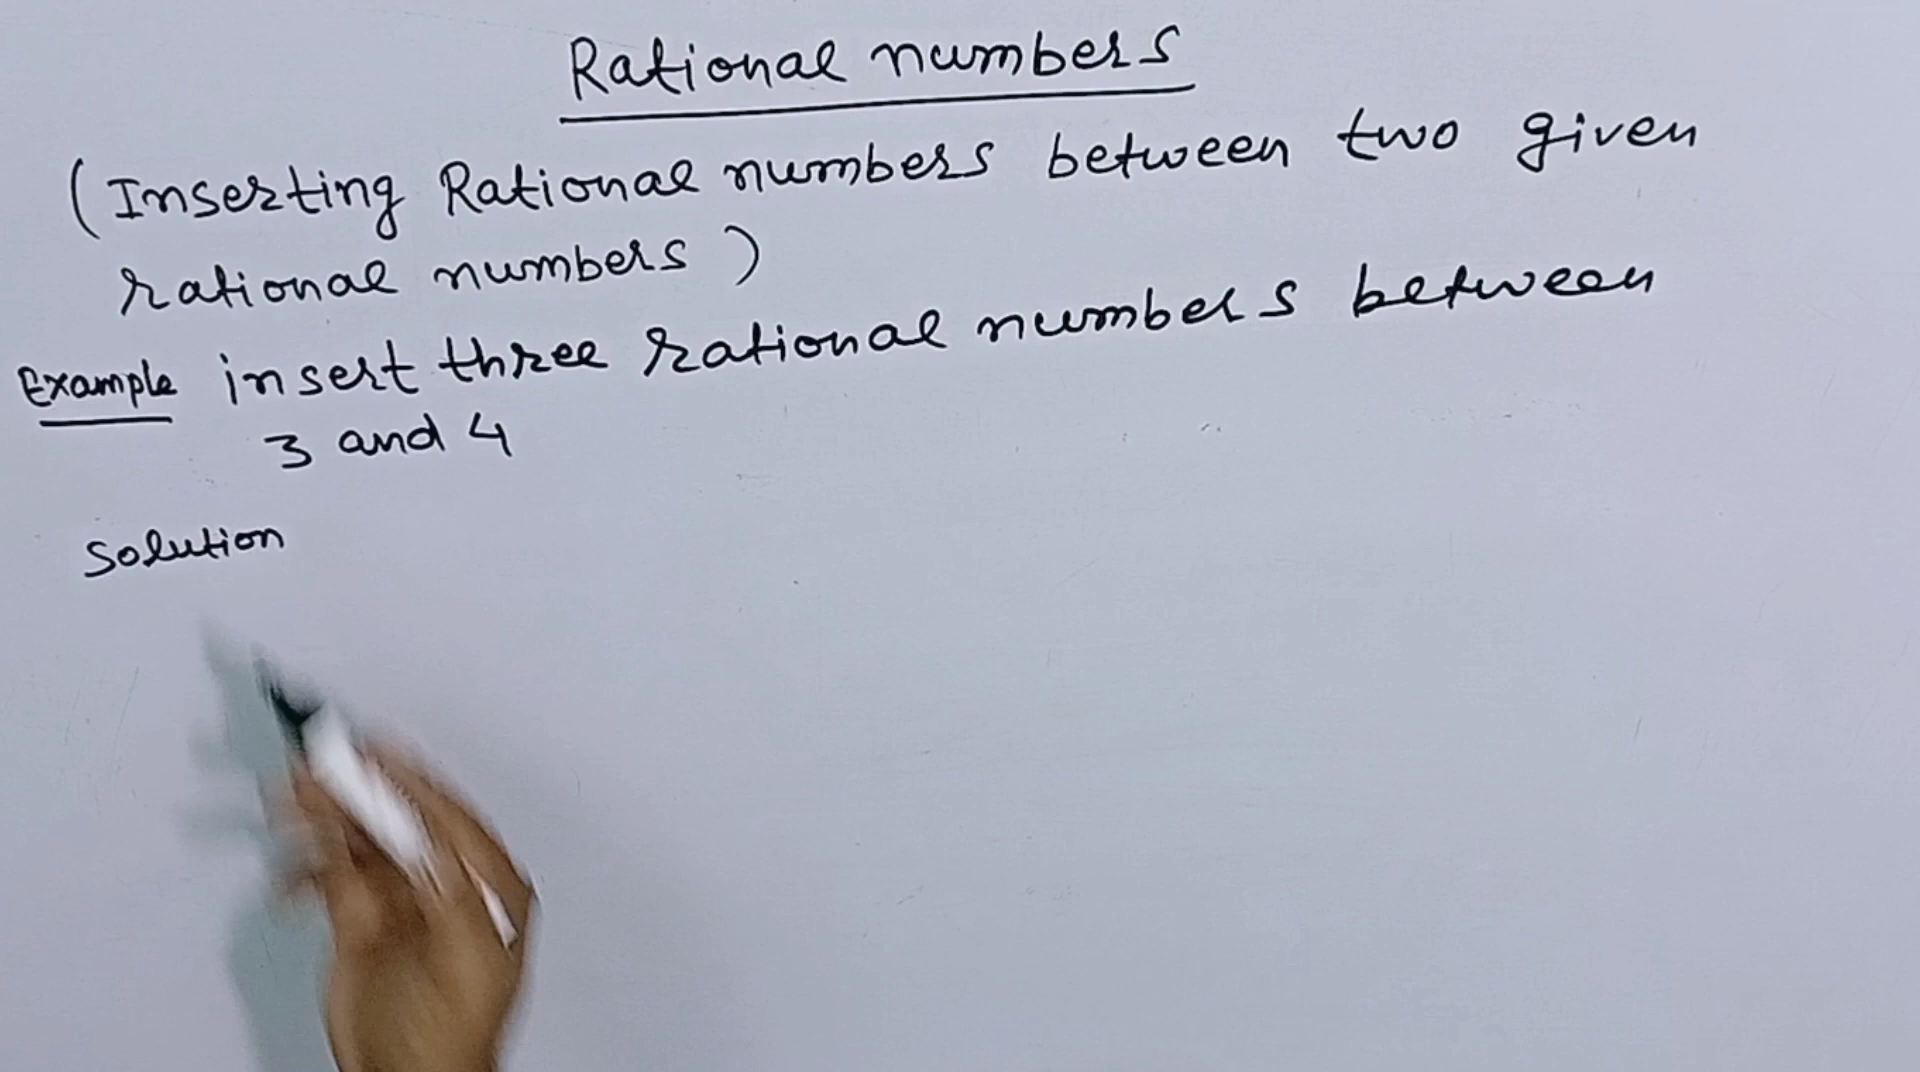 Rational numbers
(Inserting Rational numbers between two given
rational numbers)
Example insert three rational numbers between
3 and 4
Solution